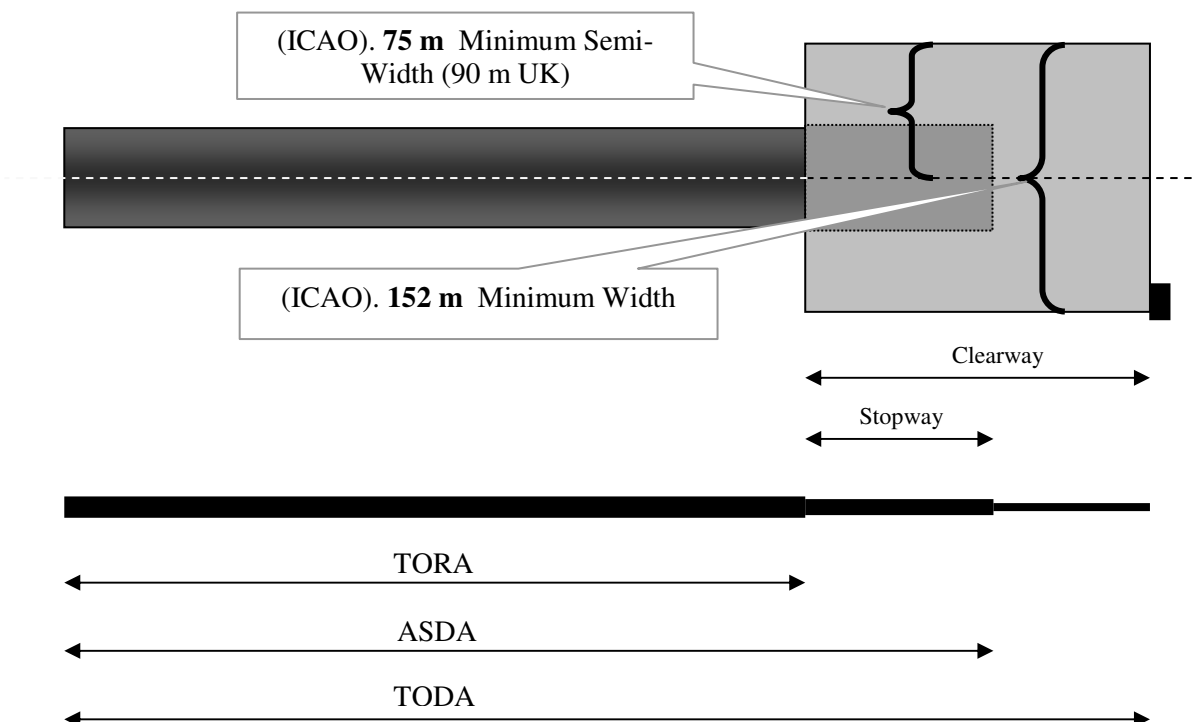 (ICAO). 75 m Minimum Semi-
Width (90 m UK)
(ICAO). 152 m Minimum Width
Clearway
Stopway
TORA
ASDA
TODA